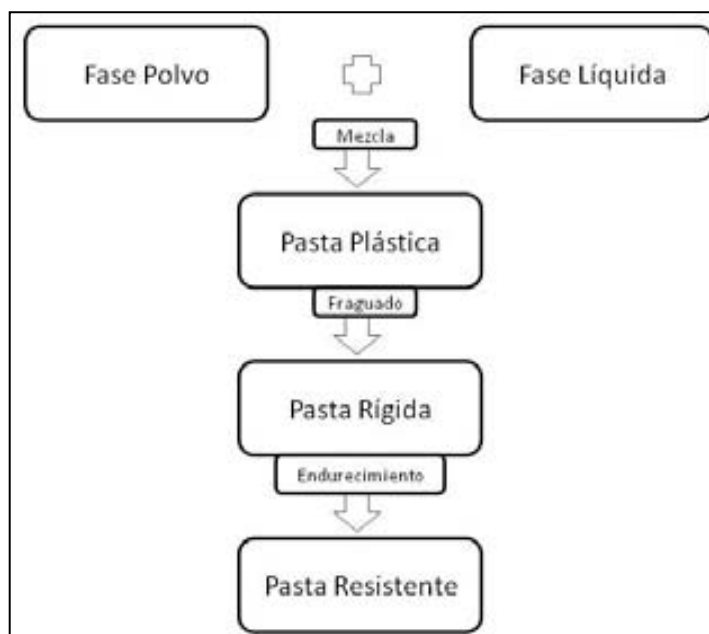 Fase Polvo
Fase Líquida
Mezcla
Pasta Plástica
Fraguado
Pasta Rígida
Endurecimiento
Pasta Resistente